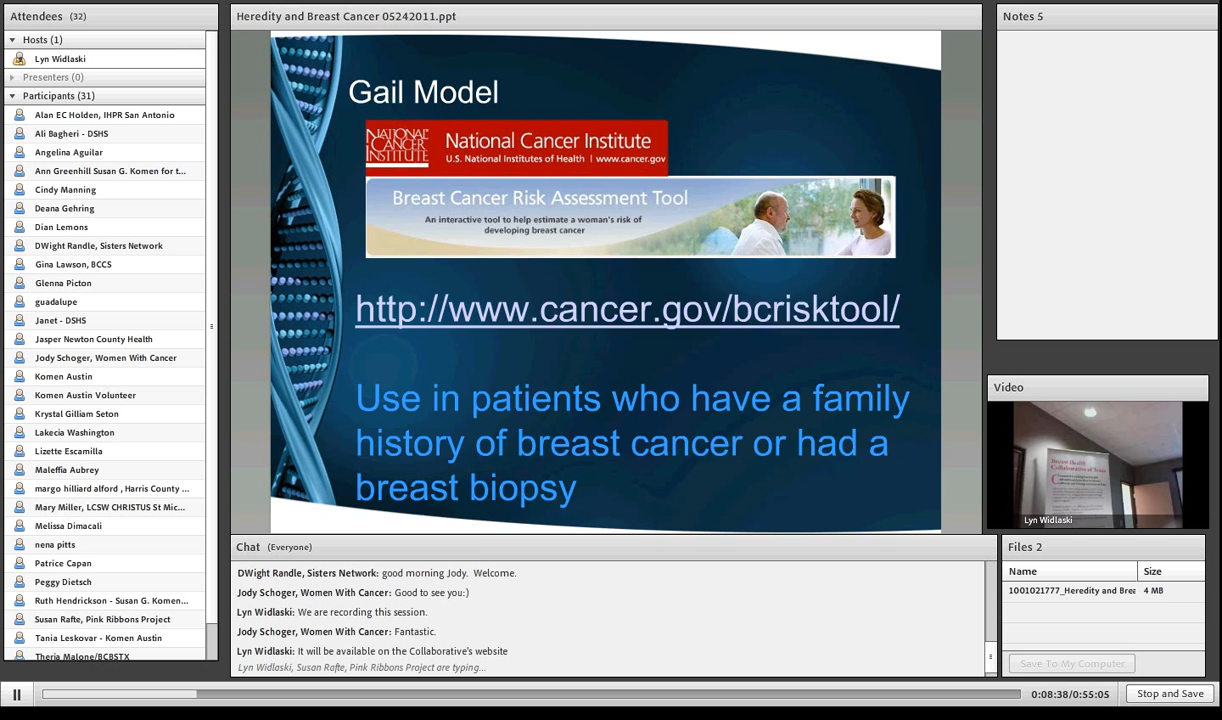 Attendees (32)
Hosts (1)
Lyn Widlaski
Presenters (0)
Participants (31)
Alan EC Holden, IHPR San Antonio
Ali Bagheri - DSHS
Angelina Aguilar
Ann Greenhill Susan G. Komen for t...
Cindy Manning
Deana Gehring
Dian Lemons
DWight Randle, Sisters Network
Gina Lawson, BCCS
Glenna Picton
guadalupe
Janet - DSHS
Jasper Newton County Health
Jody Schoger, Women With Cancer
Komen Austin
Komen Austin Volunteer
Krystal Gilliam Seton
Lakecia Washington
Lizette Escamilla
Maleffia Aubrey
margo hilliard alford , Harris County ...
Mary Miller, LCSW CHRISTUS St Mic...
Melissa Dimacali
nena pitts
Patrice Capan
Peggy Dietsch
Ruth Hendrickson - Susan G. Komen...
Susan Rafte, Pink Ribbons Project
Tania Leskovar - Komen Austin
Theria Malone/BCBSTX
Heredity and Breast Cancer 05242011.ppt
Gail Model
NATIONAL
CANCER
INSTITUTE
National Cancer Institute
U.S. National Institutes of Health | www.cancer.gov
Breast Cancer Risk Assessment Tool
An interactive tool to help estimate a woman's risk of
developing breast cancer
http://www.cancer.gov/bcrisktool/
Use in patients who have a family
history of breast cancer or had a
breast biopsy
Chat (Everyone)
DWight Randle, Sisters Network: good morning Jody. Welcome.
Jody Schoger, Women With Cancer: Good to see you:)
Lyn Widlaski: We are recording this session.
Jody Schoger, Women With Cancer: Fantastic.
Lyn Widlaski: It will be available on the Collaborative's website
Lyn Widlaski, Susan Rafte, Pink Ribbons Project are typing...
Notes 5
Video
Breast Health
Collaborative of Texas
Lyn Widlaski
Files 2
Name Size
1001021777_Heredity and Brea 4 MB
Save To My Computer
0:08:38/0:55:05
Stop and Save